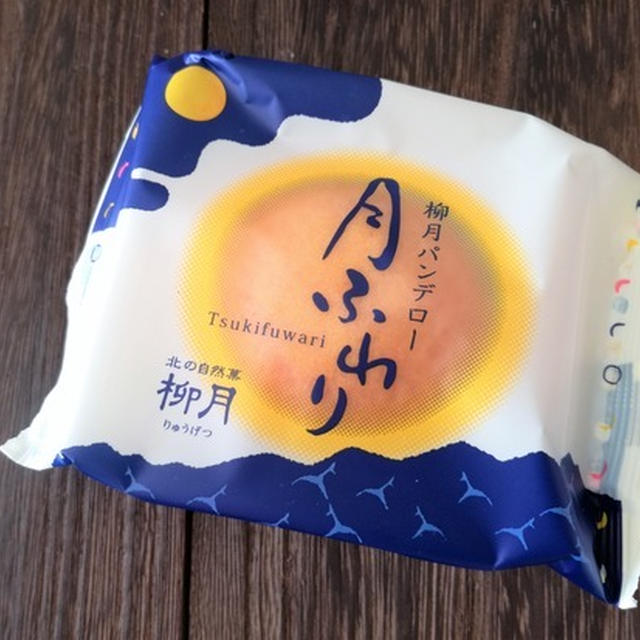 柳月パンデロー
月ふわり
Tsukifuwari
北の自然菓
柳月
りゅうげつ